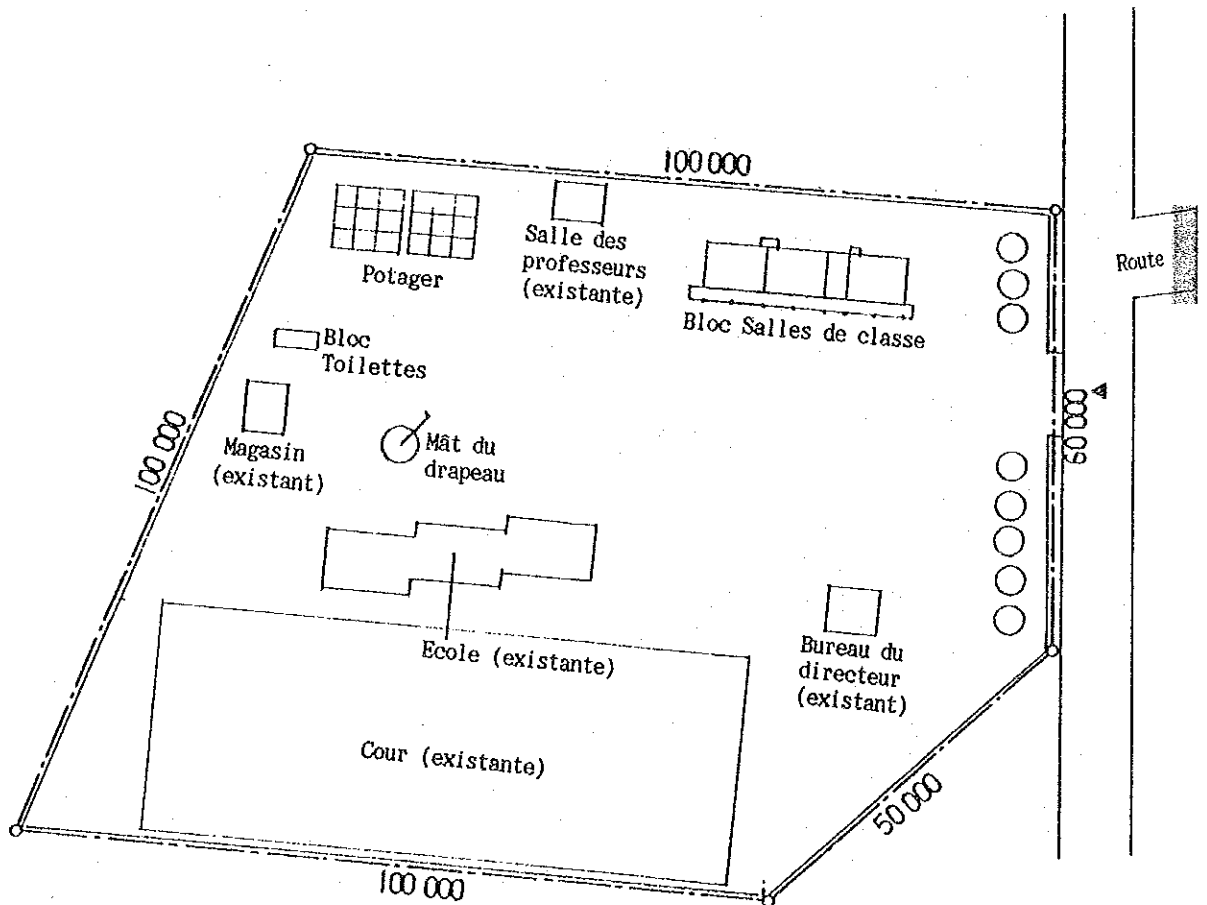 100 000
Salle des
professeurs
(existante)
Route
Potager
Bloc Salles de classe
Bloc
Toilettes
60 000
100 000
Magasin
(existant)
Mât du
drapeau
Ecole (existante)
Bureau du
directeur
(existant)
Cour (existante)
50 000
100 000